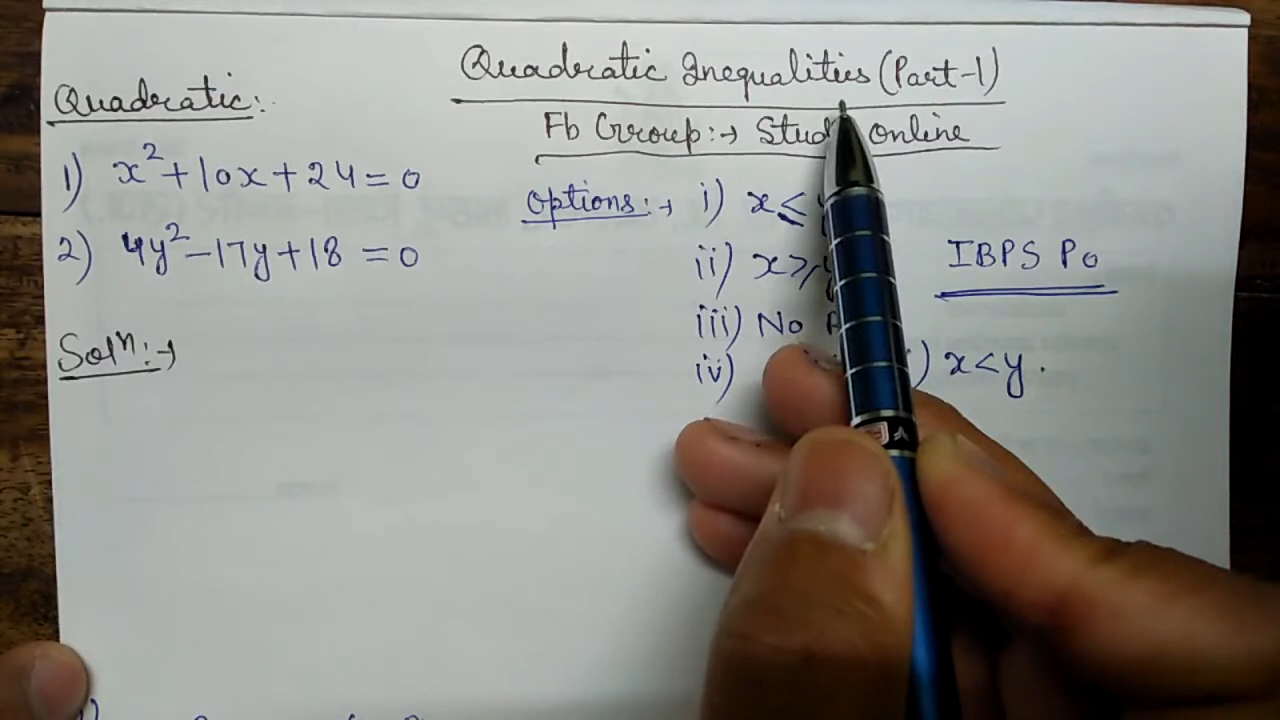 Quadratic Inequalities (Part-1)
Quadratic:
Fb Group:→ Study Online
1) x²+10x+24=0
2) 4y²-17y+18=0
Options:→ i) x≤
ii) x≥y
iii) No
iv)
) x<y.
IBPS PO
Solⁿ:→